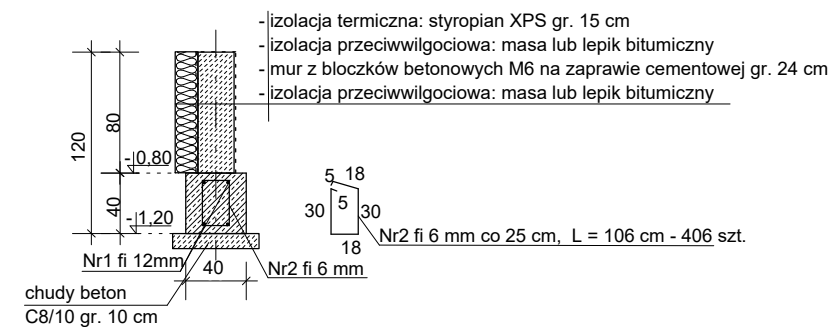 - izolacja termiczna: styropian XPS gr. 15 cm
- izolacja przeciwwilgociowa: masa lub lepik bitumiczny
- mur z bloczków betonowych M6 na zaprawie cementowej gr. 24 cm
- izolacja przeciwwilgociowa: masa lub lepik bitumiczny
120
80
- 0,80
40
- 1,20
5 18
5
30
30
18
Nr2 fi 6 mm co 25 cm, L = 106 cm - 406 szt.
Nr1 fi 12mm
40
Nr2 fi 6 mm
chudy beton
C8/10 gr. 10 cm